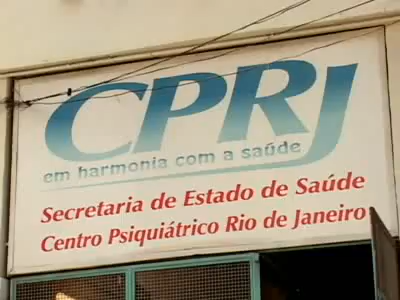 CPRJ
em harmonia com a saúde
Secretaria de Estado de Saúde
Centro Psiquiátrico Rio de Janeiro